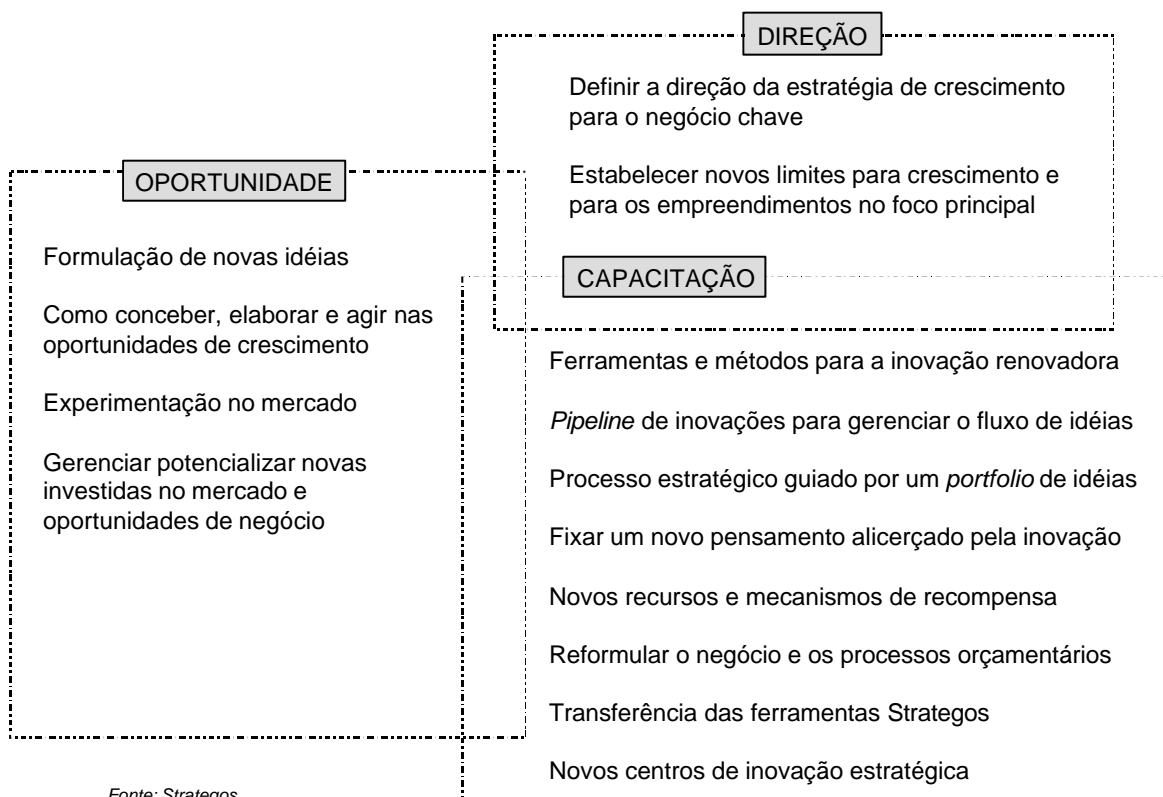 DIREÇÃO
Definir a direção da estratégia de crescimento
para o negócio chave
Estabelecer novos limites para crescimento e
para os empreendimentos no foco principal
OPORTUNIDADE
Formulação de novas idéias
Como conceber, elaborar e agir nas
oportunidades de crescimento
Experimentação no mercado
Gerenciar potencializar novas
investidas no mercado e
oportunidades de negócio
CAPACITAÇÃO
Ferramentas e métodos para a inovação renovadora
Pipeline de inovações para gerenciar o fluxo de idéias
Processo estratégico guiado por um portfolio de idéias
Fixar um novo pensamento alicerçado pela inovação
Novos recursos e mecanismos de recompensa
Reformular o negócio e os processos orçamentários
Transferência das ferramentas Strategos
Novos centros de inovação estratégica
Fonte: Strategos